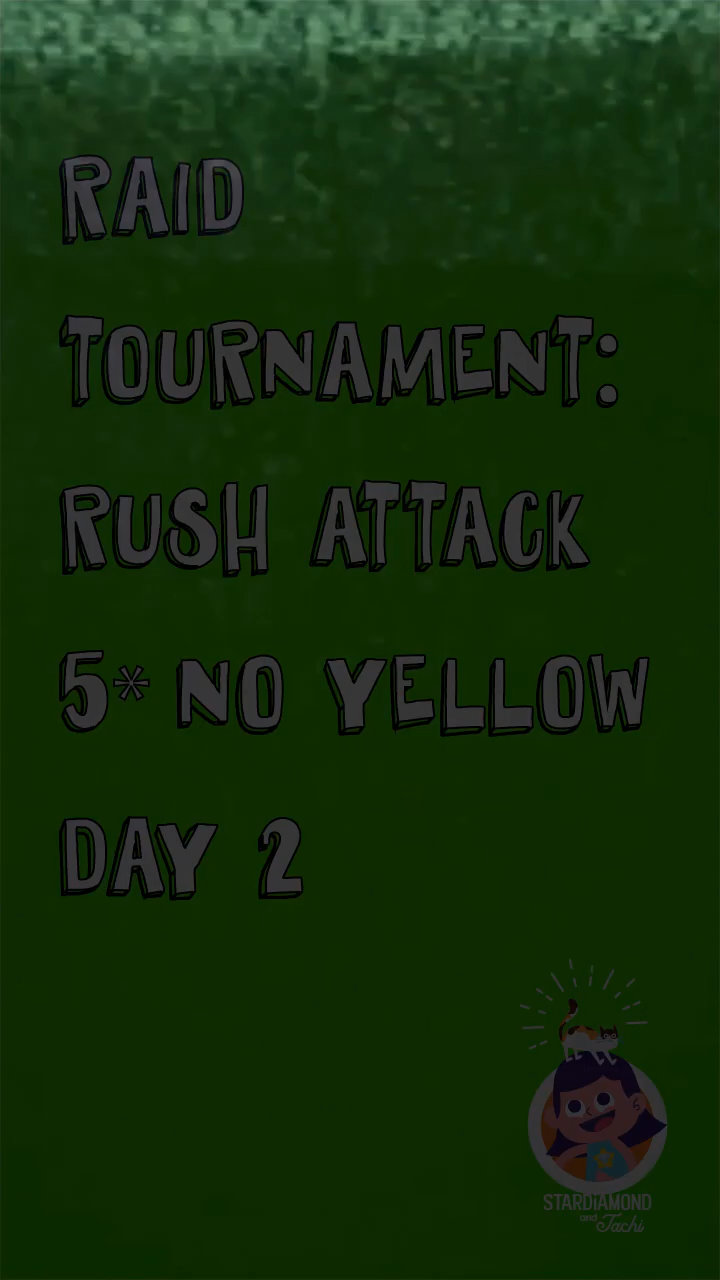 RAID
TOURNAMENT:
RUSH ATTACK
5* NO YELLOW
DAY 2
STARDIAMOND
and Tachi